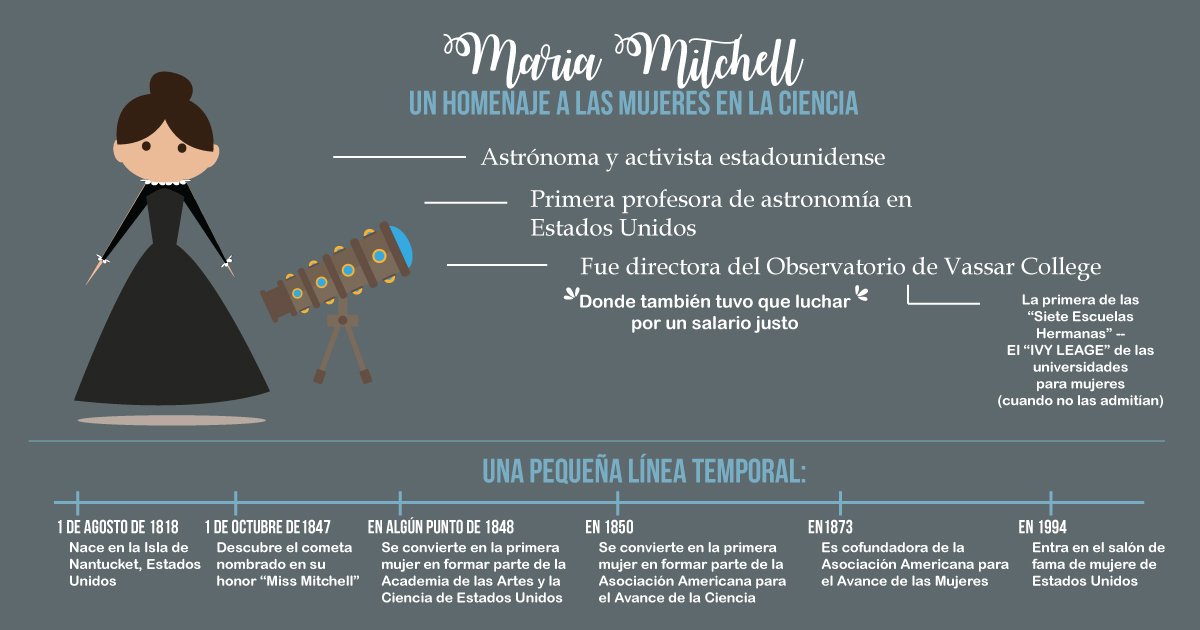 Maria Mitchell
UN HOMENAJE A LAS MUJERES EN LA CIENCIA
Astrónoma y activista estadounidense
Primera profesora de astronomía en
Estados Unidos
Fue directora del Observatorio de Vassar College
Donde también tuvo que luchar
por un salario justo
La primera de las
“Siete Escuelas
Hermanas” --
El “IVY LEAGE” de las
universidades
para mujeres
(cuando no las admitían)
UNA PEQUEÑA LÍNEA TEMPORAL:
1 DE AGOSTO DE 1818
Nace en la Isla de
Nantucket, Estados
Unidos
1 DE OCTUBRE DE1847
Descubre el cometa
nombrado en su
honor “Miss Mitchell”
EN ALGÚN PUNTO DE 1848
Se convierte en la primera
mujer en formar parte de la
Academia de las Artes y la
Ciencia de Estados Unidos
EN 1850
Se convierte en la primera
mujer en formar parte de la
Asociación Americana para
el Avance de la Ciencia
EN1873
Es cofundadora de la
Asociación Americana para
el Avance de las Mujeres
EN 1994
Entra en el salón de
fama de mujere de
Estados Unidos